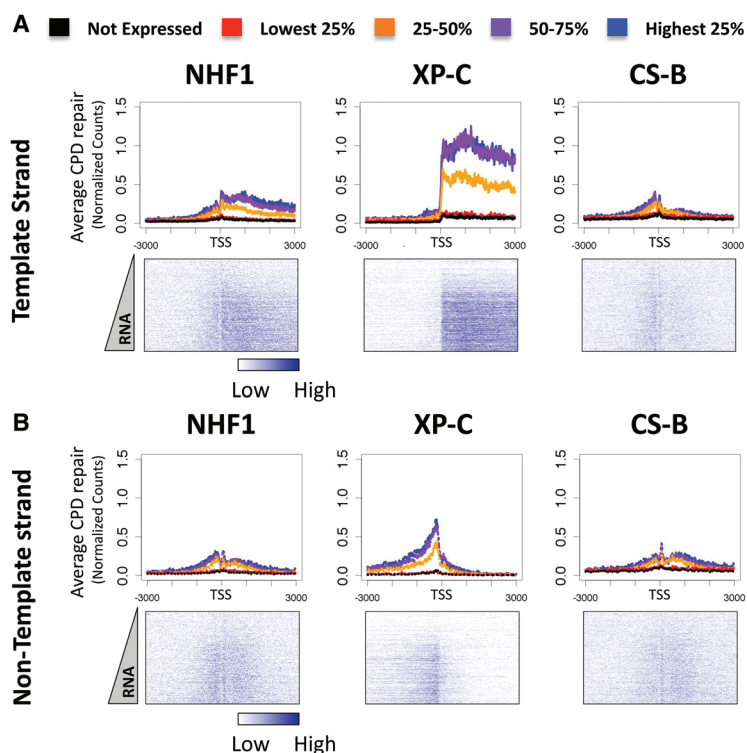 A
Not Expressed Lowest 25% 25-50% 50-75% Highest 25%
NHF1 XP-C CS-B
Template Strand
Average CPD repair
(Normalized Counts)
1.5 1.5 1.5
1.0 1.0 1.0
0.5 0.5 0.5
0.0 0.0 0.0
-3000 TSS 3000 -3000 TSS 3000 -3000 TSS 3000
RNA
Low High
B
NHF1 XP-C CS-B
Non-Template strand
Average CPD repair
(Normalized Counts)
1.5 1.5 1.5
1.0 1.0 1.0
0.5 0.5 0.5
0.0 0.0 0.0
-3000 TSS 3000 -3000 TSS 3000 -3000 TSS 3000
RNA
Low High